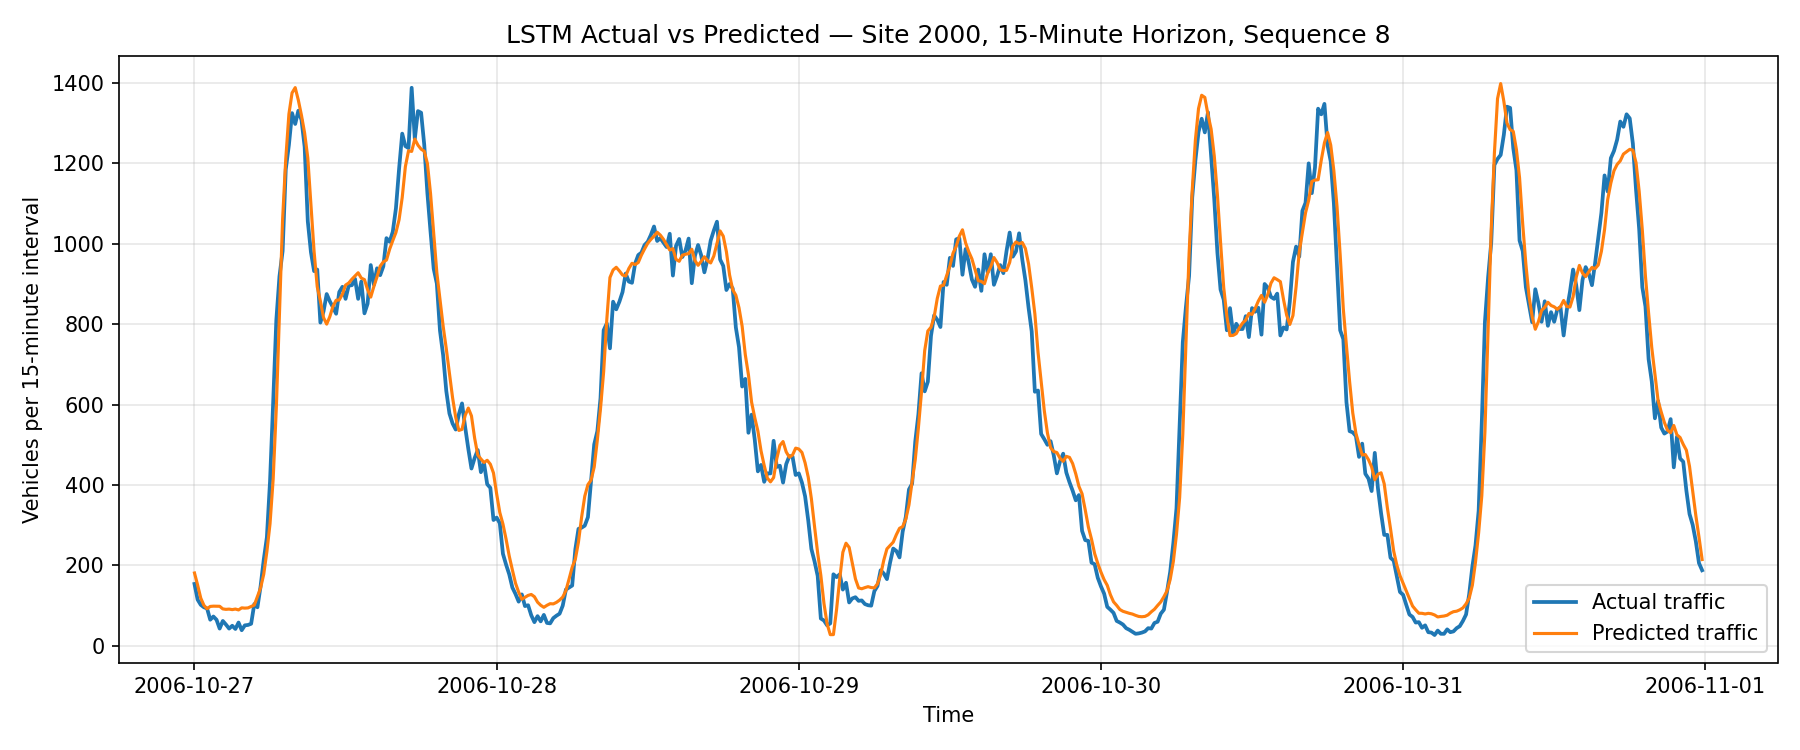 LSTM Actual vs Predicted — Site 2000, 15-Minute Horizon, Sequence 8
Vehicles per 15-minute interval
1400
1200
1000
800
600
400
200
0
Actual traffic
Predicted traffic
2006-10-27 2006-10-28 2006-10-29 2006-10-30 2006-10-31 2006-11-01
Time